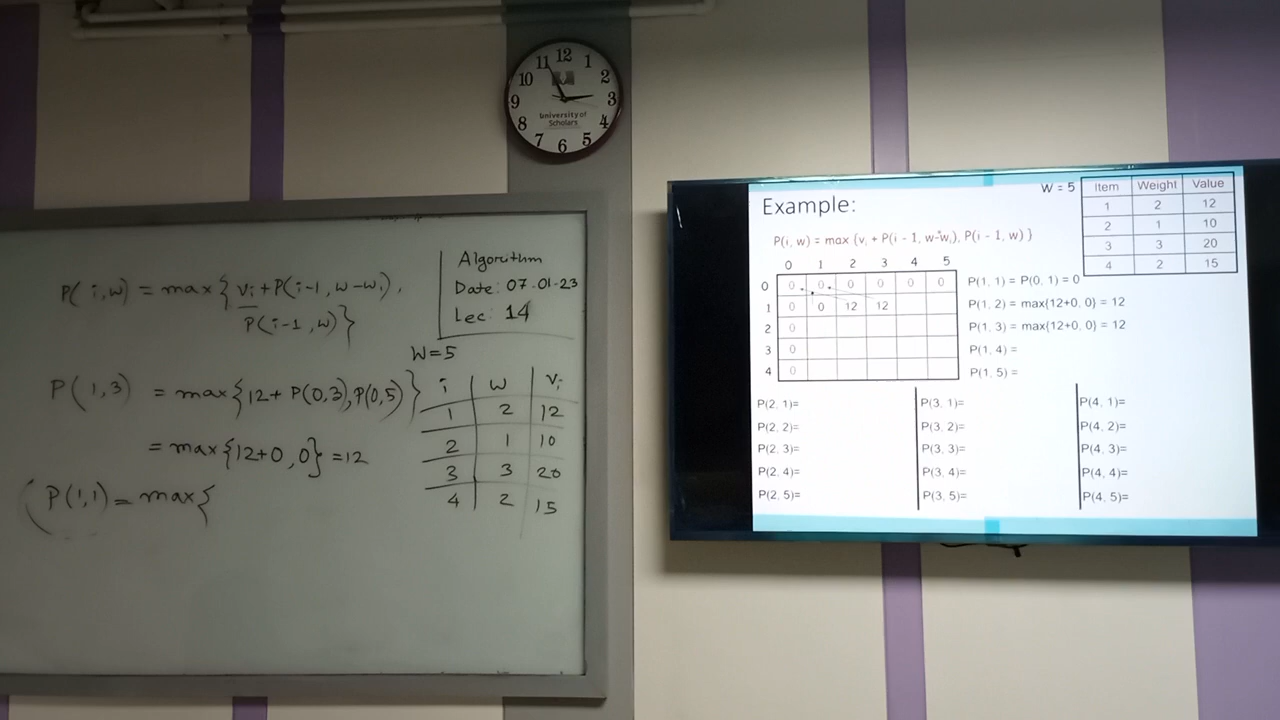 11 12 1
10 2
9 3
8 4
7 6 5
University of
Scholars
P(i,w) = max{vi+P(i-1,w-wi),
P(i-1,w)}
Algorithm
Date: 07-01-23
Lec: 14
W=5
P(1,3) = max{12+P(0,3),P(0,5)}
= max{12+0,0} =12
(P(1,1) = max{
i w vi
1 2 12
2 1 10
3 3 20
4 2 15
Example:
W = 5
Item Weight Value
1 2 12
2 1 10
3 3 20
4 2 15
P(i, w) = max {vi + P(i - 1, w-wi), P(i - 1, w) }
0 1 2 3 4 5
0 0 0 0 0 0 0
1 0 0 12 12
2 0
3 0
4 0
P(1, 1) = P(0, 1) = 0
P(1, 2) = max{12+0, 0} = 12
P(1, 3) = max{12+0, 0} = 12
P(1, 4) =
P(1, 5) =
P(2, 1)=
P(2, 2)=
P(2, 3)=
P(2, 4)=
P(2, 5)=
P(3, 1)=
P(3, 2)=
P(3, 3)=
P(3, 4)=
P(3, 5)=
P(4, 1)=
P(4, 2)=
P(4, 3)=
P(4, 4)=
P(4, 5)=